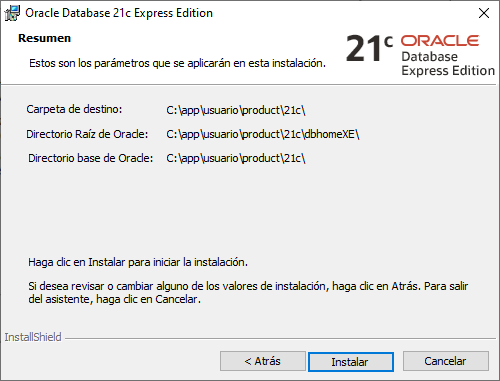 Oracle Database 21c Express Edition
Resumen
Estos son los parámetros que se aplicarán en esta instalación.
21c ORACLE
Database
Express Edition
Carpeta de destino: C:\app\usuario\product\21c\
Directorio Raíz de Oracle: C:\app\usuario\product\21c\dbhomeXE\
Directorio base de Oracle: C:\app\usuario\product\21c\
Haga clic en Instalar para iniciar la instalación.
Si desea revisar o cambiar alguno de los valores de instalación, haga clic en Atrás. Para salir
del asistente, haga clic en Cancelar.
InstallShield
< Atrás Instalar Cancelar